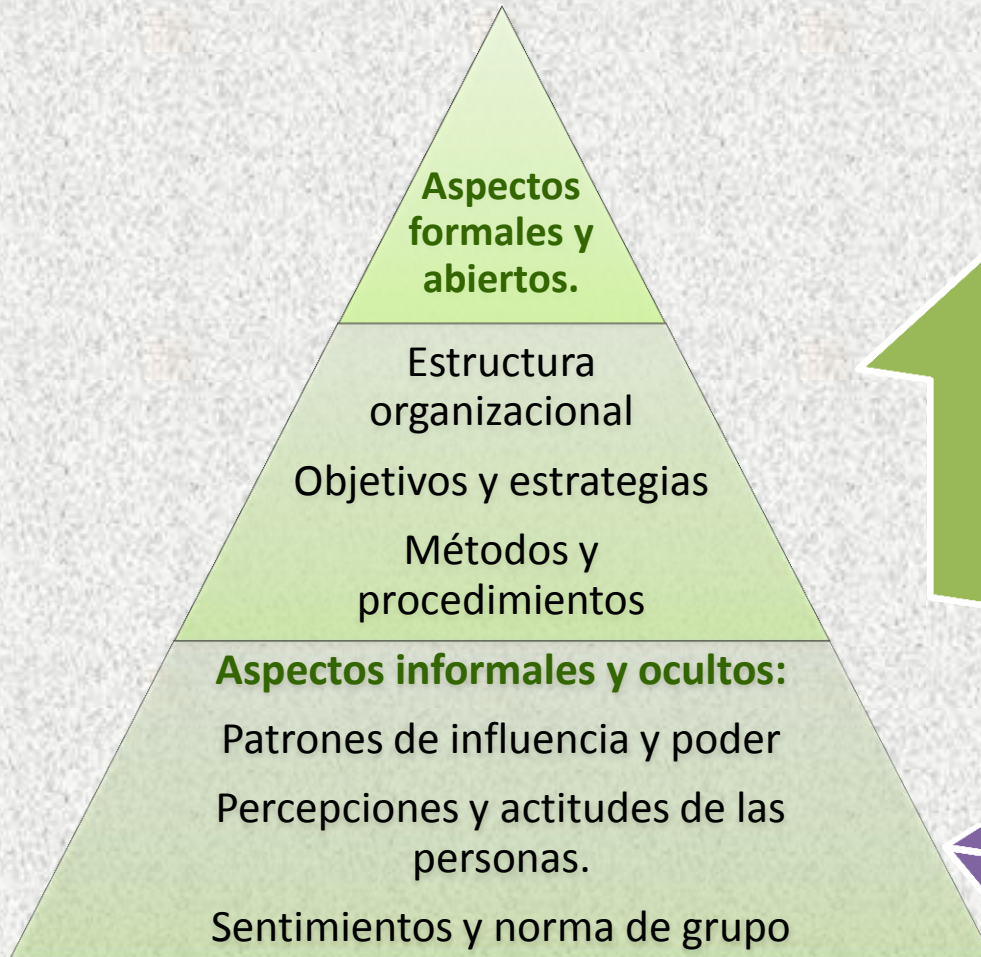 Aspectos
formales y
abiertos.
Estructura
organizacional
Objetivos y estrategias
Métodos y
procedimientos
Aspectos informales y ocultos:
Patrones de influencia y poder
Percepciones y actitudes de las
personas.
Sentimientos y norma de grupo